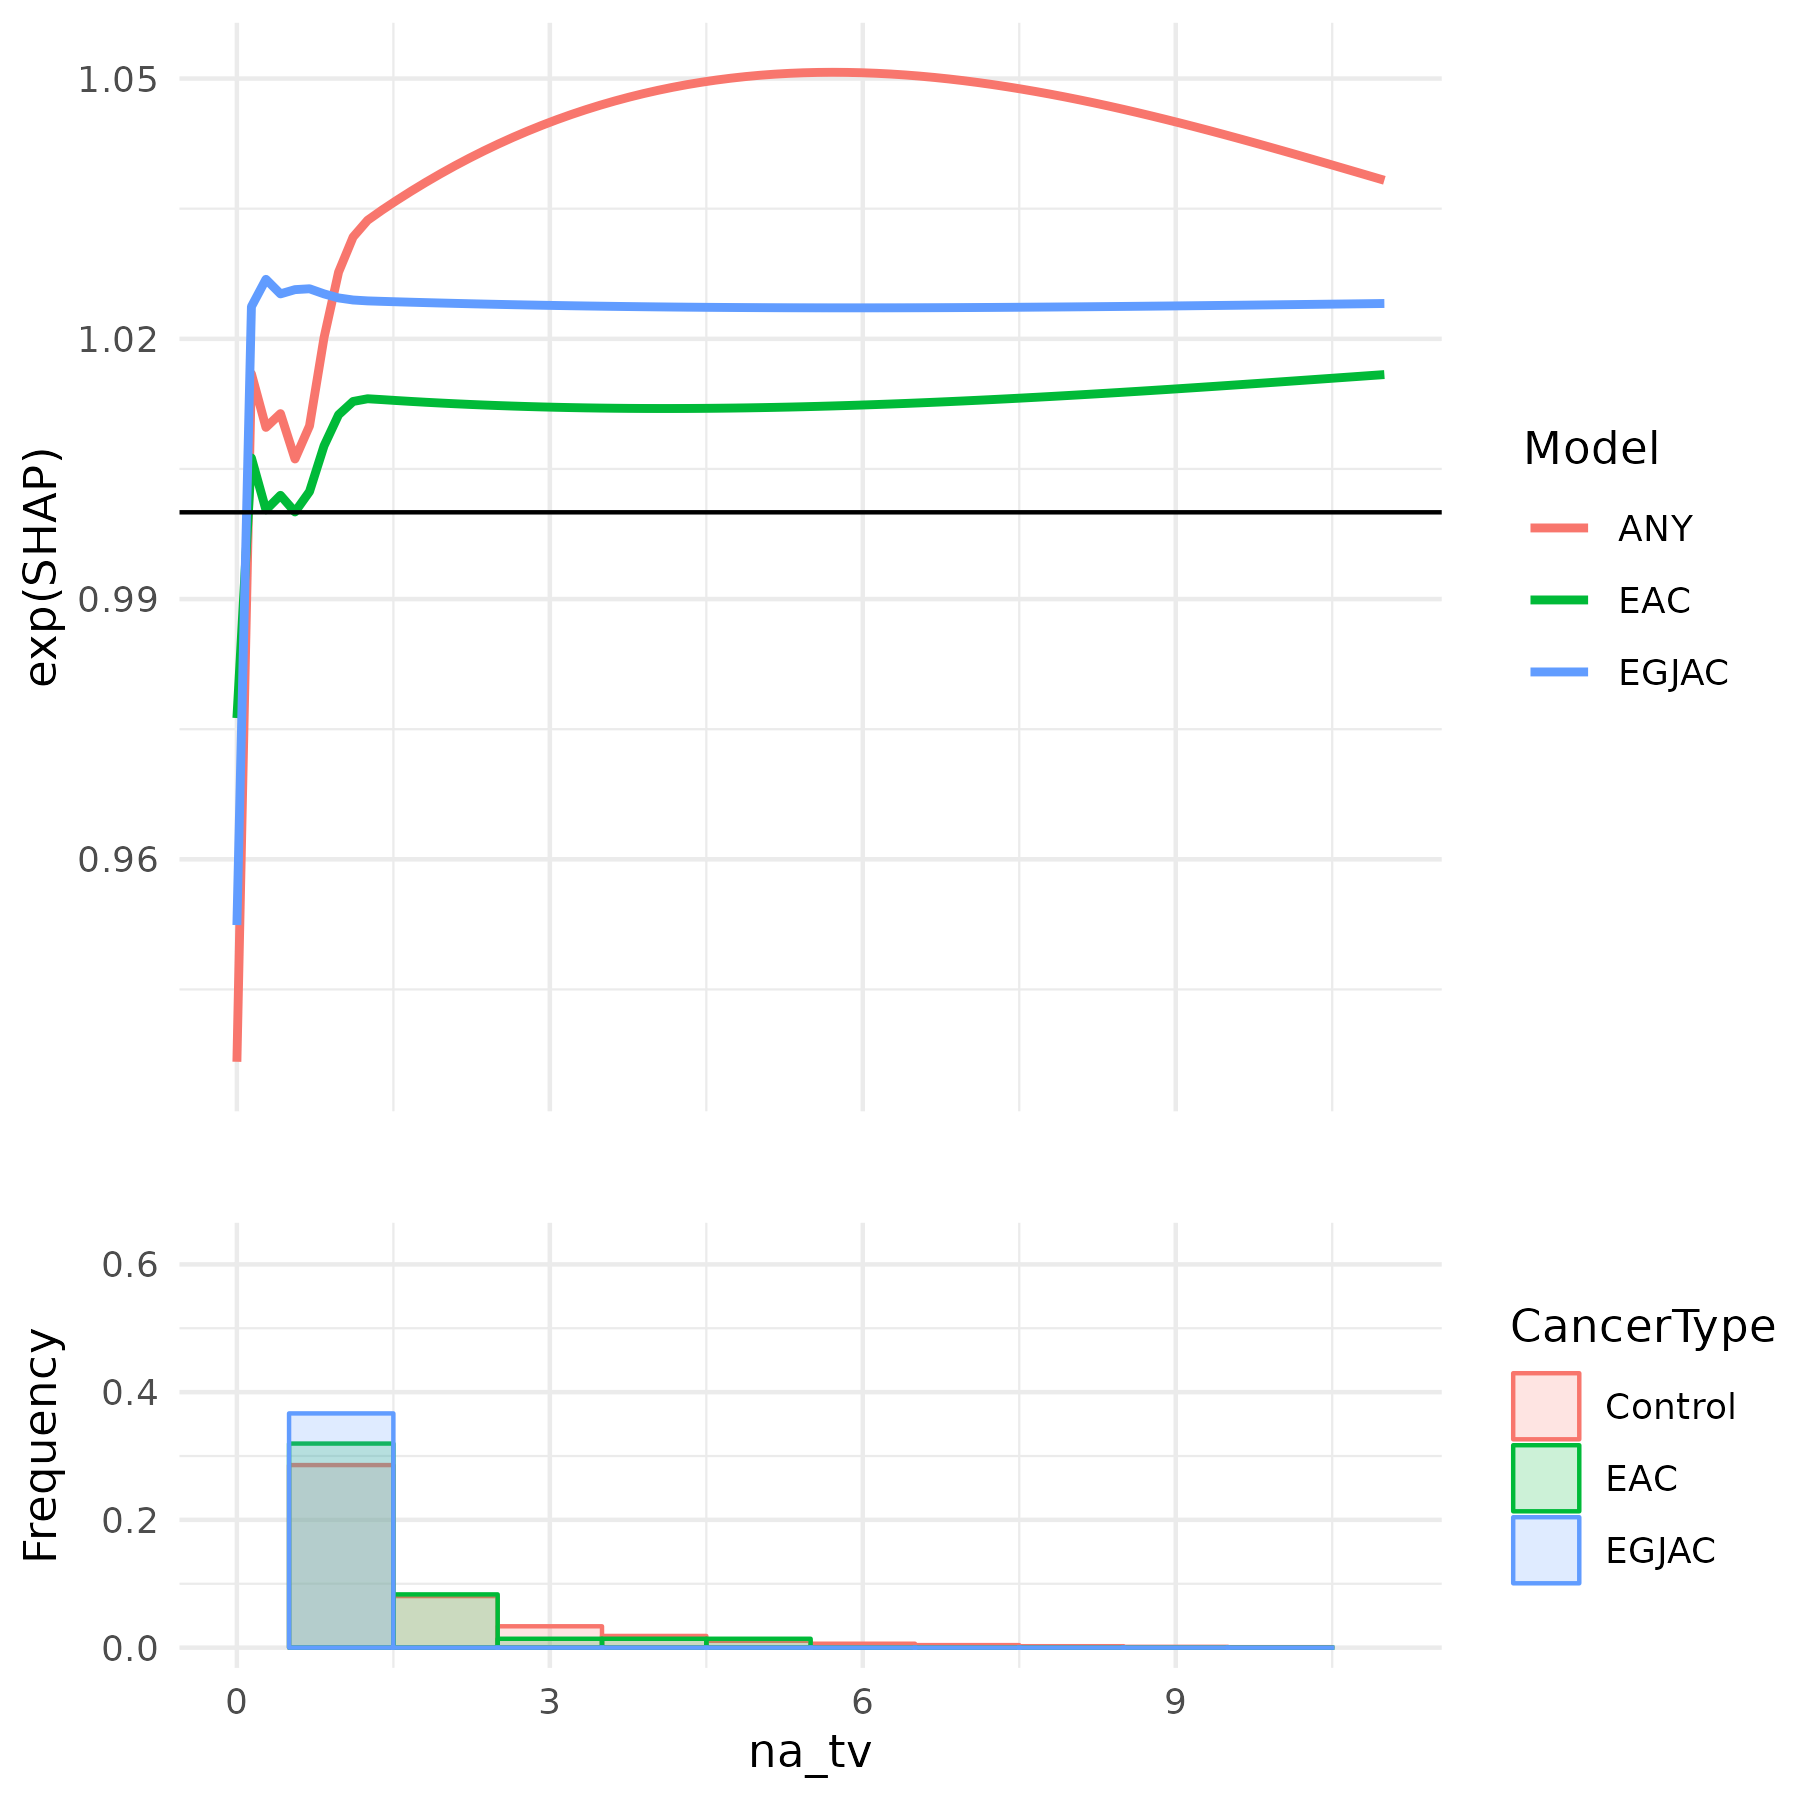 1.05
1.02
0.99
0.96
exp(SHAP)
Model
ANY
EAC
EGJAC
0.6
0.4
0.2
0.0
Frequency
0
3
6
9
na_tv
CancerType
Control
EAC
EGJAC